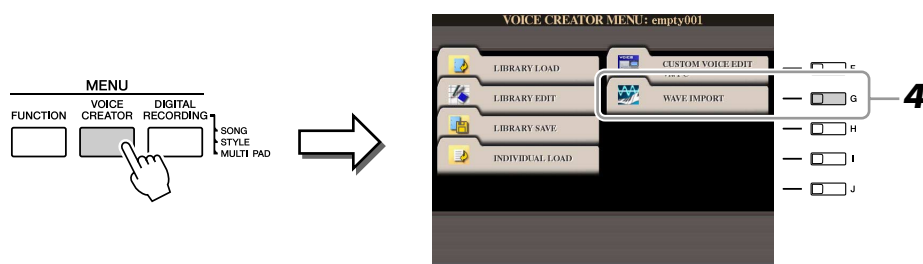 MENU
FUNCTION
VOICE CREATOR
DIGITAL RECORDING
SONG
STYLE
MULTI PAD
VOICE CREATOR MENU: empty001
LIBRARY LOAD
LIBRARY EDIT
LIBRARY SAVE
INDIVIDUAL LOAD
CUSTOM VOICE EDIT
WAVE IMPORT
F
G
H
I
J
4